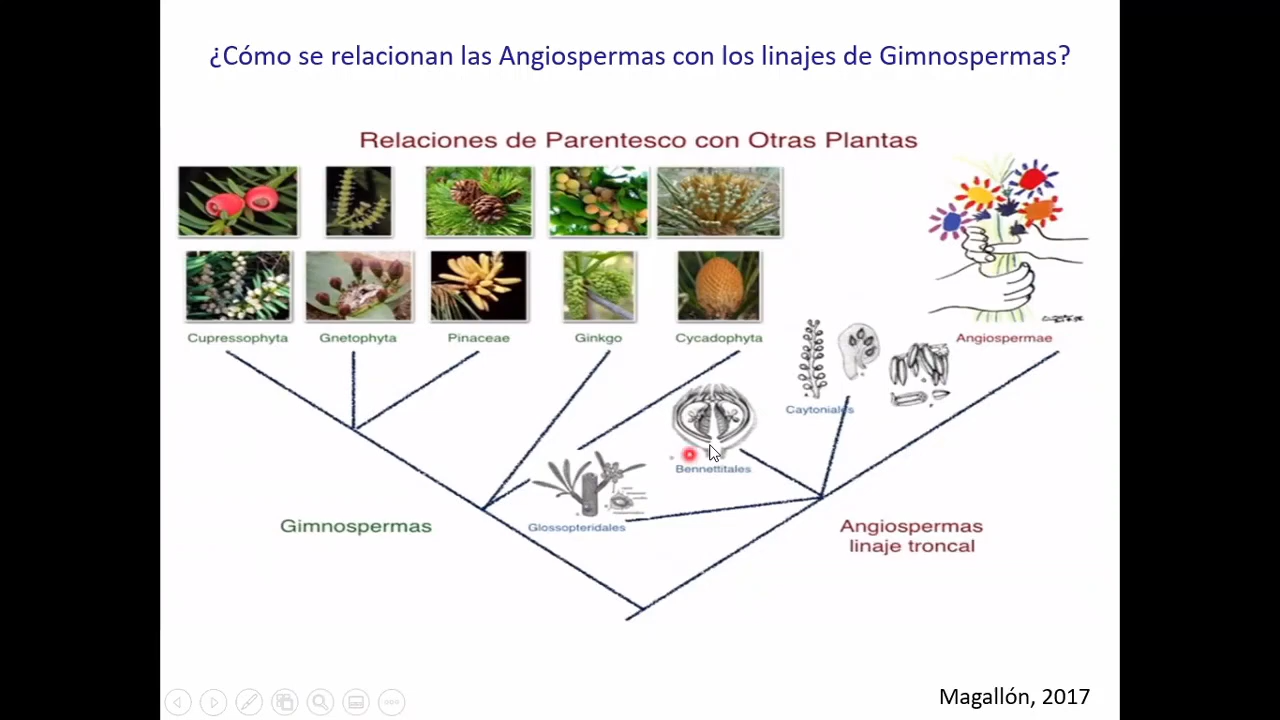 ¿Cómo se relacionan las Angiospermas con los linajes de Gimnospermas?
Relaciones de Parentesco con Otras Plantas
Cupressophyta
Gnetophyta
Pinaceae
Ginkgo
Cycadophyta
Angiospermae
Caytoniales
Bennettitales
Glossopteridales
Gimnospermas
Angiospermas
linaje troncal
Magallón, 2017